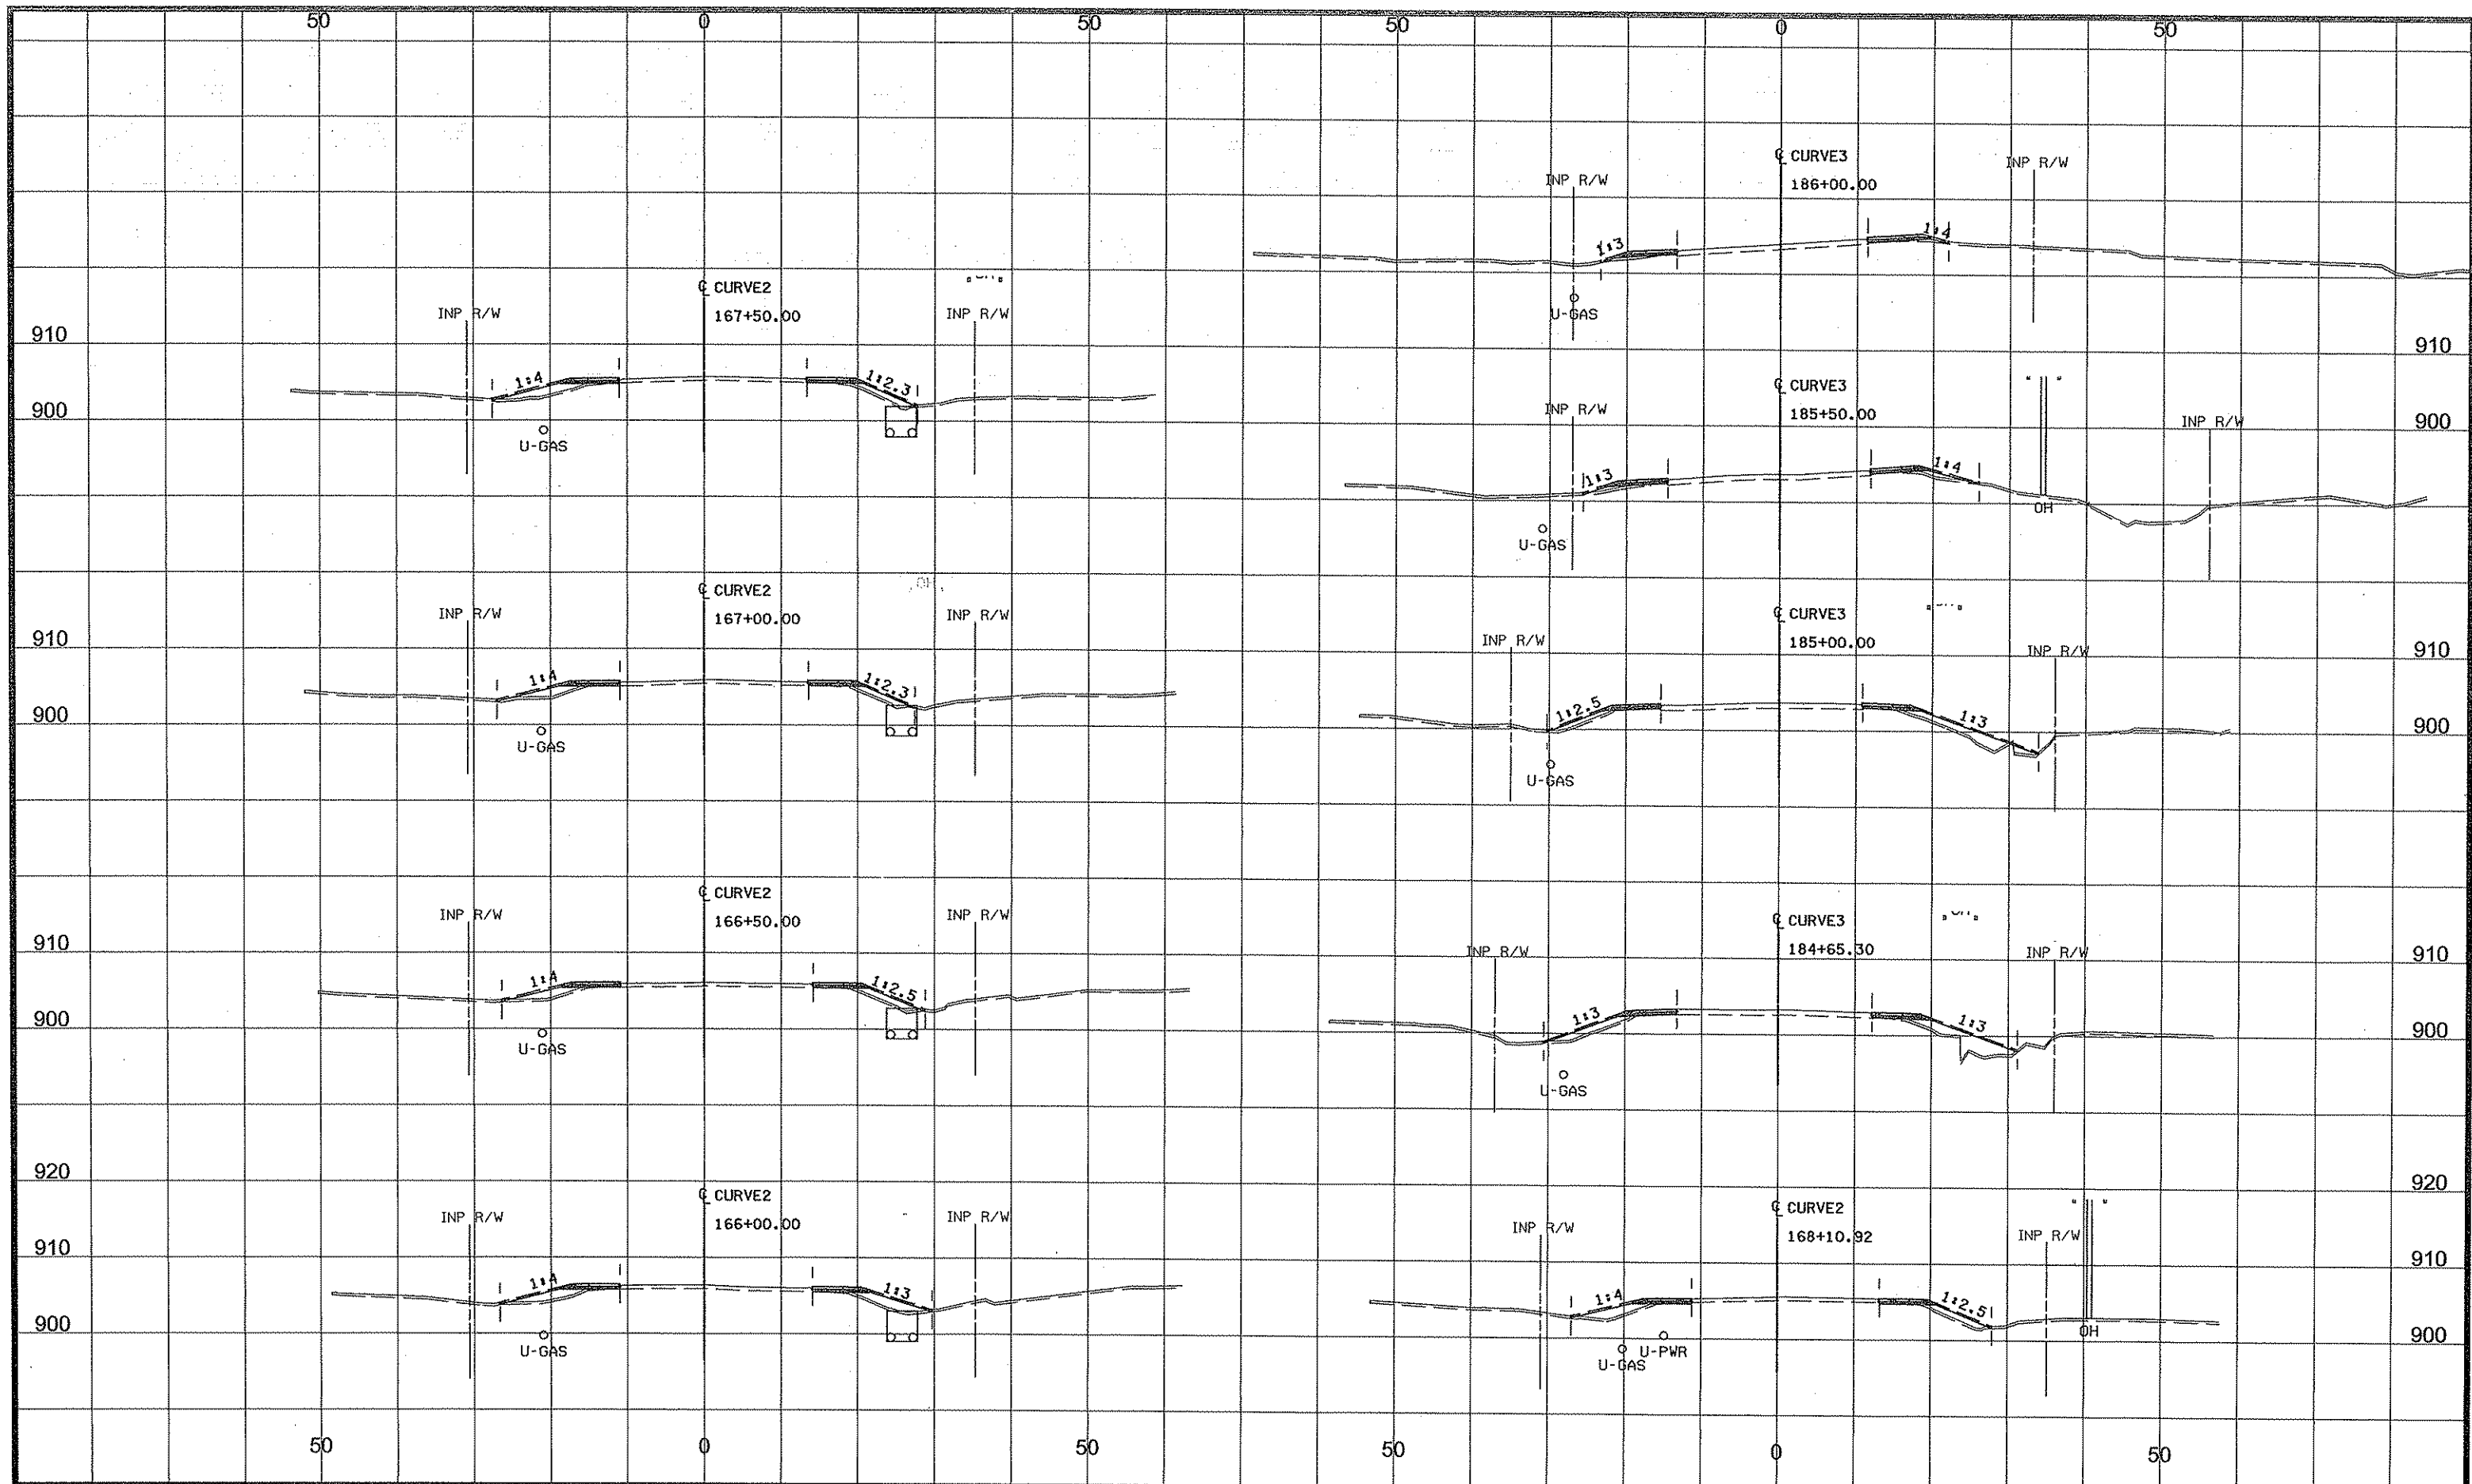 50 0 50 50 0 50
CURVE3
186+00.00
INP R/W
INP R/W
1:3
1:4
U-GAS
CURVE2
167+50.00
INP R/W
INP R/W
910
1:4
1:2.3
900
U-GAS
910
CURVE3
185+50.00
INP R/W
INP R/W
900
1:3
1:4
OH
U-GAS
OH
CURVE2
167+00.00
INP R/W
INP R/W
910
1:4
1:2.3
900
U-GAS
CURVE3
185+00.00
INP R/W
INP R/W
910
1:2.5
1:3
900
U-GAS
CURVE2
166+50.00
INP R/W
INP R/W
910
1:4
1:2.5
900
U-GAS
CURVE3
184+65.30
INP R/W
INP R/W
910
1:3
1:3
900
U-GAS
920
CURVE2
166+00.00
INP R/W
INP R/W
910
1:4
1:3
900
U-GAS
920
CURVE2
168+10.92
INP R/W
INP R/W
910
1:4
1:2.5
OH
900
U-GAS U-PWR
50 0 50 50 0 50